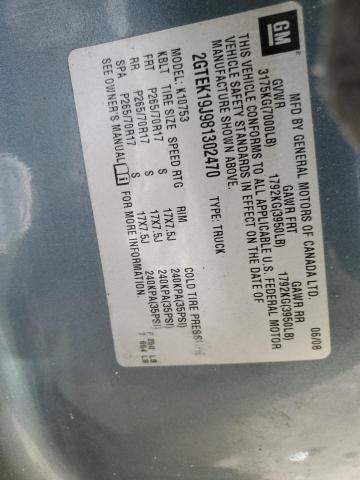 GM
MFD BY GENERAL MOTORS OF CANADA LTD. 06/08
GVWR GAWR FRT GAWR RR
3175KG(7000LB) 1792KG(3950LB) 1792KG(3950LB)
THIS VEHICLE CONFORMS TO ALL APPLICABLE U.S. FEDERAL MOTOR
VEHICLE SAFETY STANDARDS IN EFFECT ON THE DATE OF
MANUFACTURE SHOWN ABOVE.
2GTEK19J981302470 TYPE: TRUCK
MODEL: K10753
KBLT TIRE SIZE SPEED RTG RIM COLD TIRE PRESSURE
FRT P265/70R17 S 17X7.5J 240KPA(35PSI)
RR P265/70R17 S 17X7.5J 240KPA(35PSI)
SPA P265/70R17 S 17X7.5J 240KPA(35PSI)
SEE OWNER'S MANUAL FOR MORE INFORMATION.
LB
T 664 LB